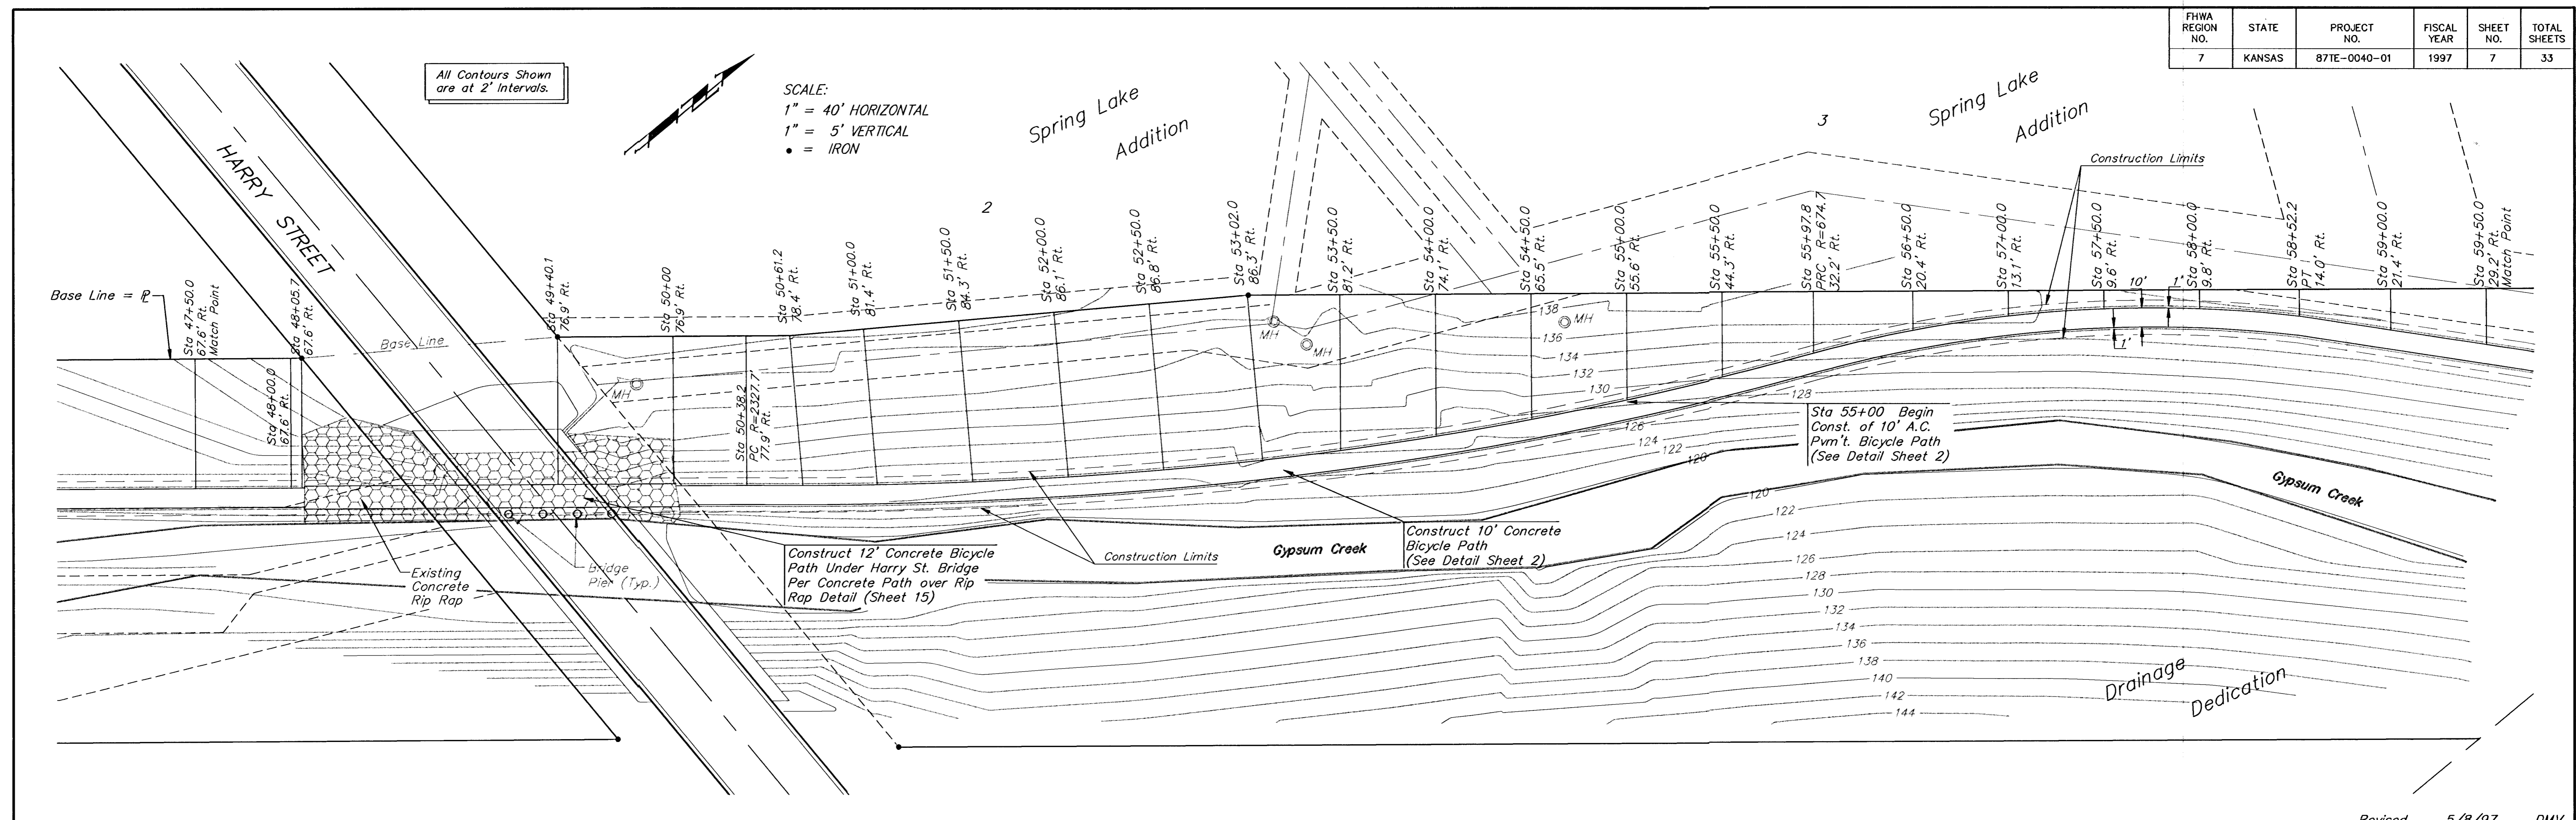 FHWA REGION NO.
STATE
PROJECT NO.
FISCAL YEAR
SHEET NO.
TOTAL SHEETS
7
KANSAS
87TE-0040-01
1997
7
33
All Contours Shown
are at 2' Intervals.
SCALE:
1" = 40' HORIZONTAL
1" = 5' VERTICAL
● = IRON
Spring Lake
Addition
Spring Lake
Addition
2
3
HARRY STREET
Construction Limits
Base Line = ℄
Base Line
Sta 47+50.0
67.6' Rt.
Match Point
Sta 48+00.0
67.6' Rt.
Sta 48+05.7
67.6' Rt.
Sta 49+40.1
76.9' Rt.
Sta 50+00
76.9' Rt.
Sta 50+38.2
PC R=2327.7'
77.9' Rt.
Sta 50+61.2
78.4' Rt.
Sta 51+00.0
81.4' Rt.
Sta 51+50.0
84.3' Rt.
Sta 52+00.0
86.1' Rt.
Sta 52+50.0
86.8' Rt.
Sta 53+02.0
86.3' Rt.
Sta 53+50.0
81.2' Rt.
Sta 54+00.0
74.1' Rt.
Sta 54+50.0
65.5' Rt.
Sta 55+00.0
55.6' Rt.
Sta 55+50.0
44.3' Rt.
Sta 55+97.8
PRC R=674.7'
32.2' Rt.
Sta 56+50.0
20.4' Rt.
Sta 57+00.0
13.1' Rt.
Sta 57+50.0
9.6' Rt.
Sta 58+00.0
9.8' Rt.
Sta 58+52.2
PT
14.0' Rt.
Sta 59+00.0
21.4' Rt.
Sta 59+50.0
29.2' Rt.
Match Point
10'
1'
1'
MH
MH
MH
MH
138
136
134
132
130
128
126
124
122
120
Sta 55+00 Begin
Const. of 10' A.C.
Pvm't. Bicycle Path
(See Detail Sheet 2)
Gypsum Creek
Existing
Concrete
Rip Rap
Bridge
Pier (Typ.)
Construct 12' Concrete Bicycle
Path Under Harry St. Bridge
Per Concrete Path over Rip
Rap Detail (Sheet 15)
Construction Limits
Gypsum Creek
Construct 10' Concrete
Bicycle Path
(See Detail Sheet 2)
120
122
124
126
128
130
132
134
136
138
140
142
144
Drainage
Dedication
Revised 5/8/97 DMV